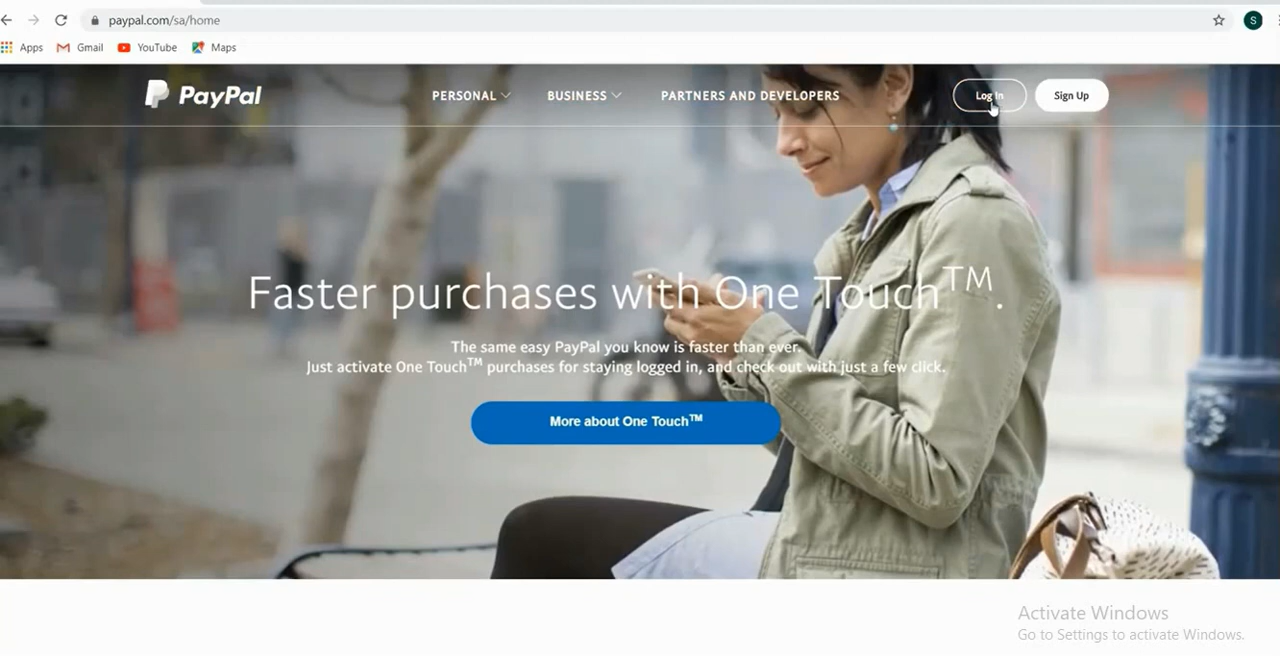 paypal.com/sa/home
S
Apps Gmail YouTube Maps
PayPal PERSONAL BUSINESS PARTNERS AND DEVELOPERS Log In Sign Up
Faster purchases with One Touch™.
The same easy PayPal you know is faster than ever.
Just activate One Touch™ purchases for staying logged in, and check out with just a few click.
More about One Touch™
Activate Windows
Go to Settings to activate Windows.